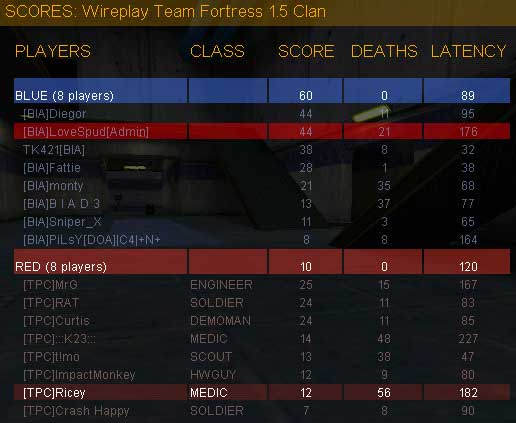 SCORES: Wireplay Team Fortress 1.5 Clan
PLAYERS CLASS SCORE DEATHS LATENCY
BLUE (8 players) 60 0 89
[BIA]Diegor 44 11 95
[BIA]LoveSpud[Admin] 44 21 176
TK421[BIA] 38 8 32
[BIA]Fattie 28 1 38
[BIA]monty 21 35 68
[BIA]B I A D 3 13 37 77
[BIA]Sniper_X 11 3 65
[BIA]PILsY[DOA]|C4|+N+ 8 8 164
RED (8 players) 10 0 120
[TPC]MrG ENGINEER 25 15 167
[TPC]RAT SOLDIER 24 11 83
[TPC]Curtis DEMOMAN 24 11 85
[TPC]:::K23::: MEDIC 14 48 227
[TPC]t!mo SCOUT 13 38 47
[TPC]ImpactMonkey HWGUY 12 9 80
[TPC]Ricey MEDIC 12 56 182
[TPC]Crash Happy SOLDIER 7 8 90